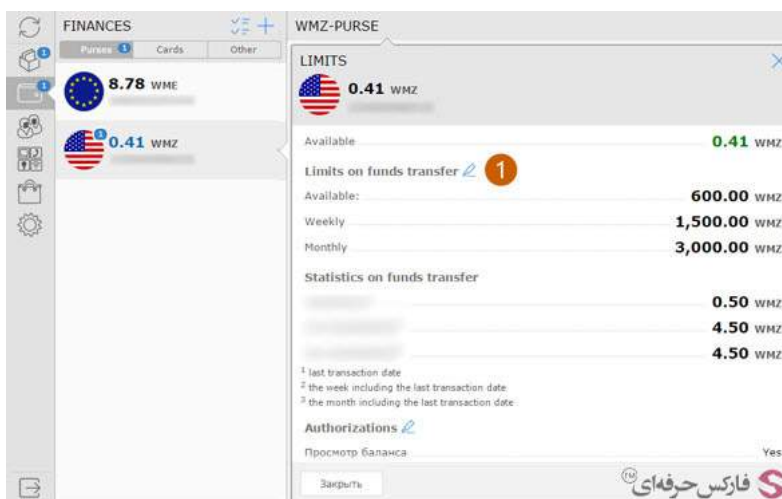 FINANCES
Purses 1
Cards
Other
1
1
8.78 WME
1
0.41 WMZ
WMZ-PURSE
LIMITS
0.41 WMZ
Available 0.41 WMZ
Limits on funds transfer 1
Available: 600.00 WMZ
Weekly 1,500.00 WMZ
Monthly 3,000.00 WMZ
Statistics on funds transfer
0.50 WMZ
4.50 WMZ
4.50 WMZ
1 last transaction date
2 the week including the last transaction date
3 the month including the last transaction date
Authorizations
Просмотр баланса Yes
Закрыть
فارکس حرفه‌ای TM